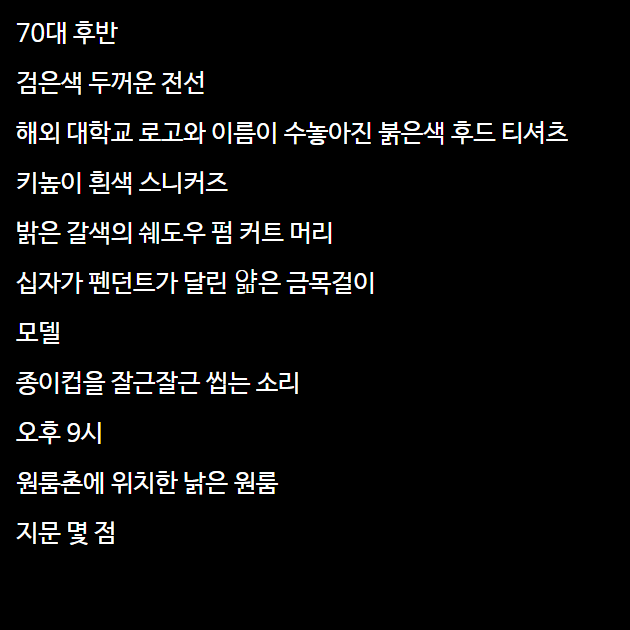 70대 후반
검은색 두꺼운 전선
해외 대학교 로고와 이름이 수놓아진 붉은색 후드 티셔츠
키높이 흰색 스니커즈
밝은 갈색의 쉐도우 펌 커트 머리
십자가 펜던트가 달린 얆은 금목걸이
모델
종이컵을 잘근잘근 씹는 소리
오후 9시
원룸촌에 위치한 낡은 원룸
지문 몇 점